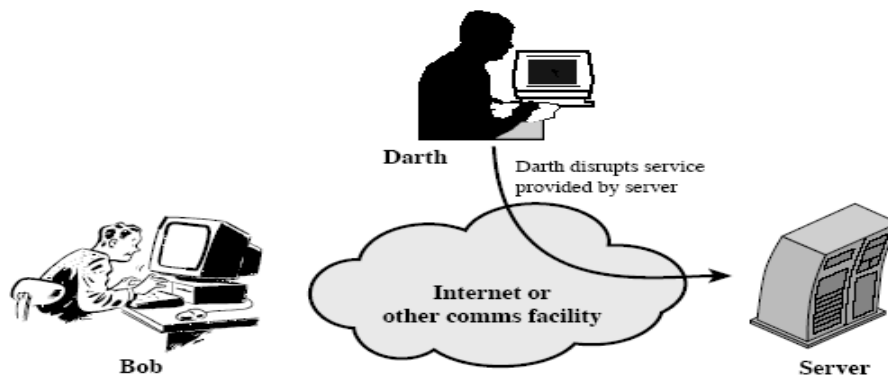 Darth
Darth disrupts service
provided by server
Internet or
other comms facility
Bob
Server